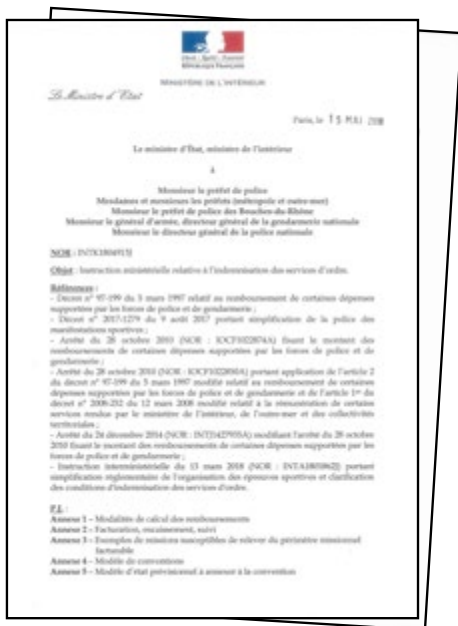 Liberté • Égalité • Fraternité
RÉPUBLIQUE FRANÇAISE
MINISTÈRE DE L'INTÉRIEUR
Le Ministre d'État
Paris, le 15 MAI 2018
Le ministre d'État, ministre de l'intérieur
à
Monsieur le préfet de police
Mesdames et messieurs les préfets (métropole et outre-mer)
Monsieur le préfet de police des Bouches-du-Rhône
Monsieur le général d'armée, directeur général de la gendarmerie nationale
Monsieur le directeur général de la police nationale
NOR : INTK1804913J
Objet : Instruction ministérielle relative à l'indemnisation des services d'ordre.
Références :
- Décret n° 97-199 du 5 mars 1997 relatif au remboursement de certaines dépenses
supportées par les forces de police et de gendarmerie ;
- Décret n° 2017-1279 du 9 août 2017 portant simplification de la police des
manifestations sportives ;
- Arrêté du 28 octobre 2010 (NOR : IOCF1022874A) fixant le montant des
remboursements de certaines dépenses supportées par les forces de police et de
gendarmerie ;
- Arrêté du 28 octobre 2010 (NOR : ) portant application de l'article 2
du décret n° 97-199 du 5 mars 1997 modifié relatif au remboursement de certaines
dépenses supportées par les forces de police et de gendarmerie et de l'article 1er du
décret n° 2008-252 du 12 mars 2008 modifié relatif à la rémunération de certains
services rendus par le ministère de l'intérieur, de l'outre-mer et des collectivités
territoriales ;
- Arrêté du 24 décembre 2014 (NOR : ) modifiant l'arrêté du 28 octobre
2010 fixant le montant des remboursements de certaines dépenses supportées par les
forces de police et de gendarmerie ;
- Instruction interministérielle du 13 mars 2018 (NOR : ) portant
simplification réglementaire de l'organisation des épreuves sportives et clarification
des conditions d'indemnisation des services d'ordre.
P.J. :
Annexe 1 – Modalités de calcul des remboursements
Annexe 2 – Facturation, encaissement, suivi
Annexe 3 – Exemples de missions susceptibles de relever du périmètre missionnel
facturable
Annexe 4 – Modèle de conventions
Annexe 5 – Modèle d'état prévisionnel à annexer à la convention